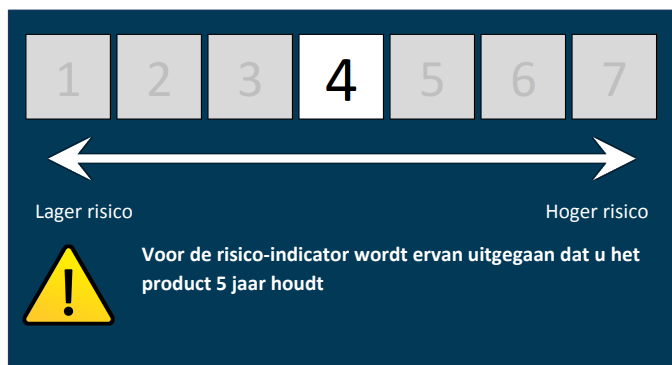 1 2 3 4 5 6 7
Lager risico Hoger risico
Voor de risico-indicator wordt ervan uitgegaan dat u het
product 5 jaar houdt